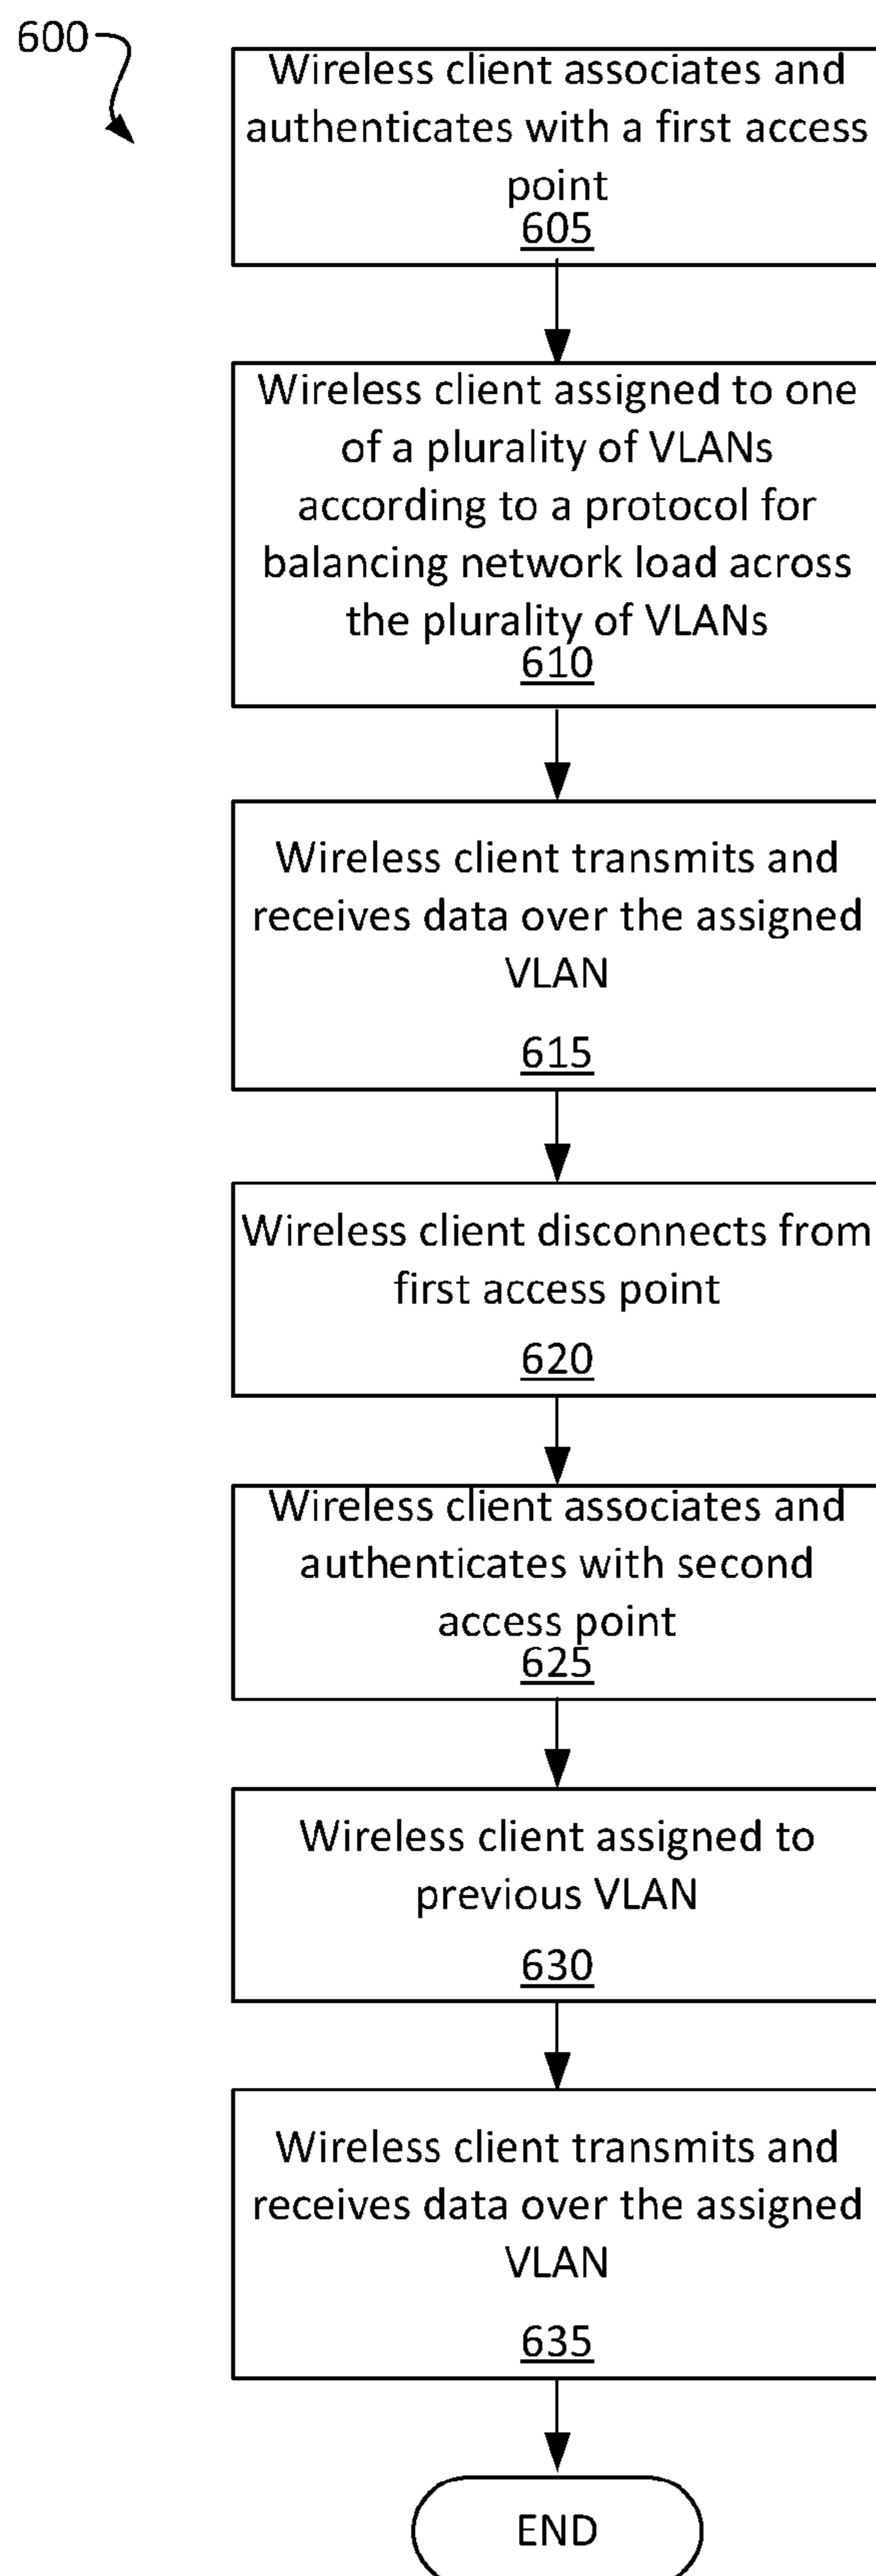 600
Wireless client associates and
authenticates with a first access
point
605
Wireless client assigned to one
of a plurality of VLANs
according to a protocol for
balancing network load across
the plurality of VLANs
610
Wireless client transmits and
receives data over the assigned
VLAN
615
Wireless client disconnects from
first access point
620
Wireless client associates and
authenticates with second
access point
625
Wireless client assigned to
previous VLAN
630
Wireless client transmits and
receives data over the assigned
VLAN
635
END